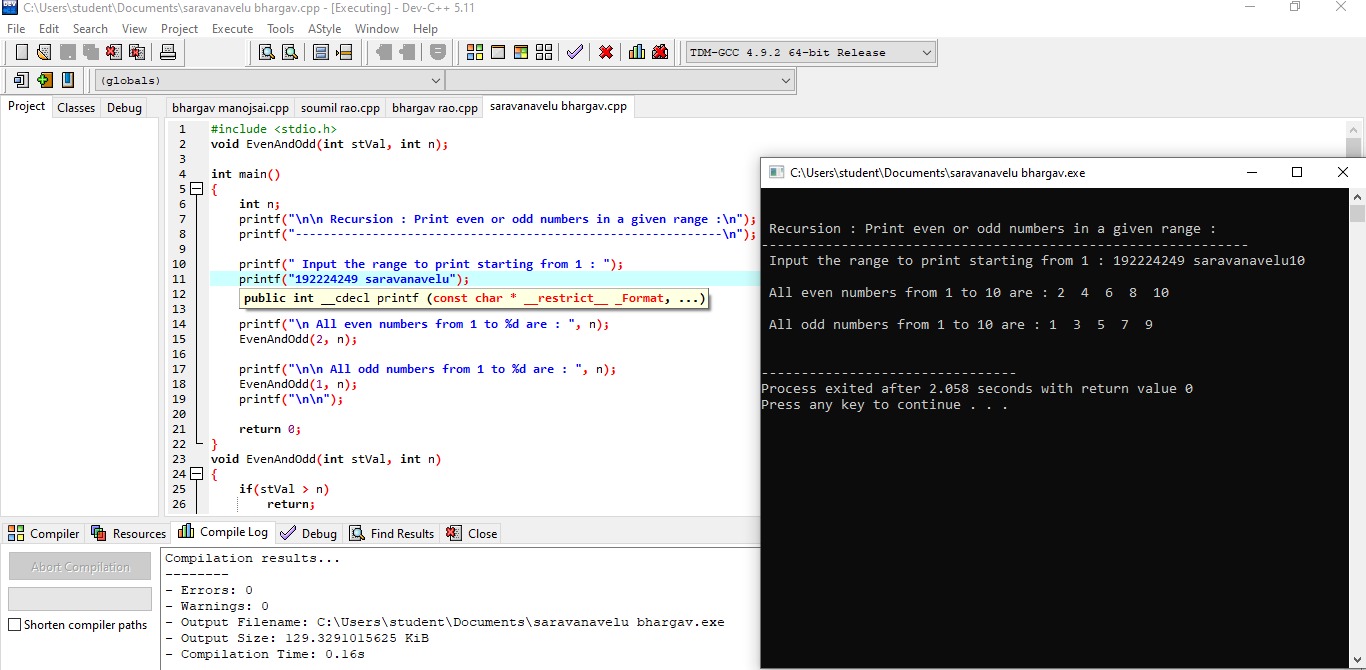 C:\Users\student\Documents\saravanavelu bhargav.cpp - [Executing] - Dev-C++ 5.11
File Edit Search View Project Execute Tools AStyle Window Help
TDM-GCC 4.9.2 64-bit Release
(globals)
Project Classes Debug
bhargav manojsai.cpp soumil rao.cpp bhargav rao.cpp saravanavelu bhargav.cpp
1 #include <stdio.h>
2 void EvenAndOdd(int stVal, int n);
3
4 int main()
5 {
6 int n;
7 printf("\n\n Recursion : Print even or odd numbers in a given range :\n");
8 printf("-------------------------------------------------------------\n");
9
10 printf(" Input the range to print starting from 1 : ");
11 printf("192224249 saravanavelu");
12 public int __cdecl printf (const char * __restrict__ _Format, ...)
13
14 printf("\n All even numbers from 1 to %d are : ", n);
15 EvenAndOdd(2, n);
16
17 printf("\n\n All odd numbers from 1 to %d are : ", n);
18 EvenAndOdd(1, n);
19 printf("\n\n");
20
21 return 0;
22 }
23 void EvenAndOdd(int stVal, int n)
24 {
25 if(stVal > n)
26 return;
C:\Users\student\Documents\saravanavelu bhargav.exe
Recursion : Print even or odd numbers in a given range :
-------------------------------------------------------------
Input the range to print starting from 1 : 192224249 saravanavelu10
All even numbers from 1 to 10 are : 2 4 6 8 10
All odd numbers from 1 to 10 are : 1 3 5 7 9
--------------------------------
Process exited after 2.058 seconds with return value 0
Press any key to continue . . .
Compiler Resources Compile Log Debug Find Results Close
Abort Compilation
Shorten compiler paths
Compilation results...
--------
- Errors: 0
- Warnings: 0
- Output Filename: C:\Users\student\Documents\saravanavelu bhargav.exe
- Output Size: 129.3291015625 KiB
- Compilation Time: 0.16s